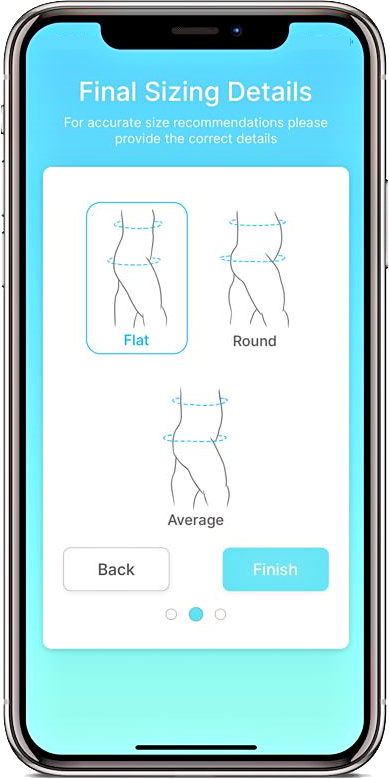 Final Sizing Details
For accurate size recommendations please
provide the correct details
Flat
Round
Average
Back
Finish